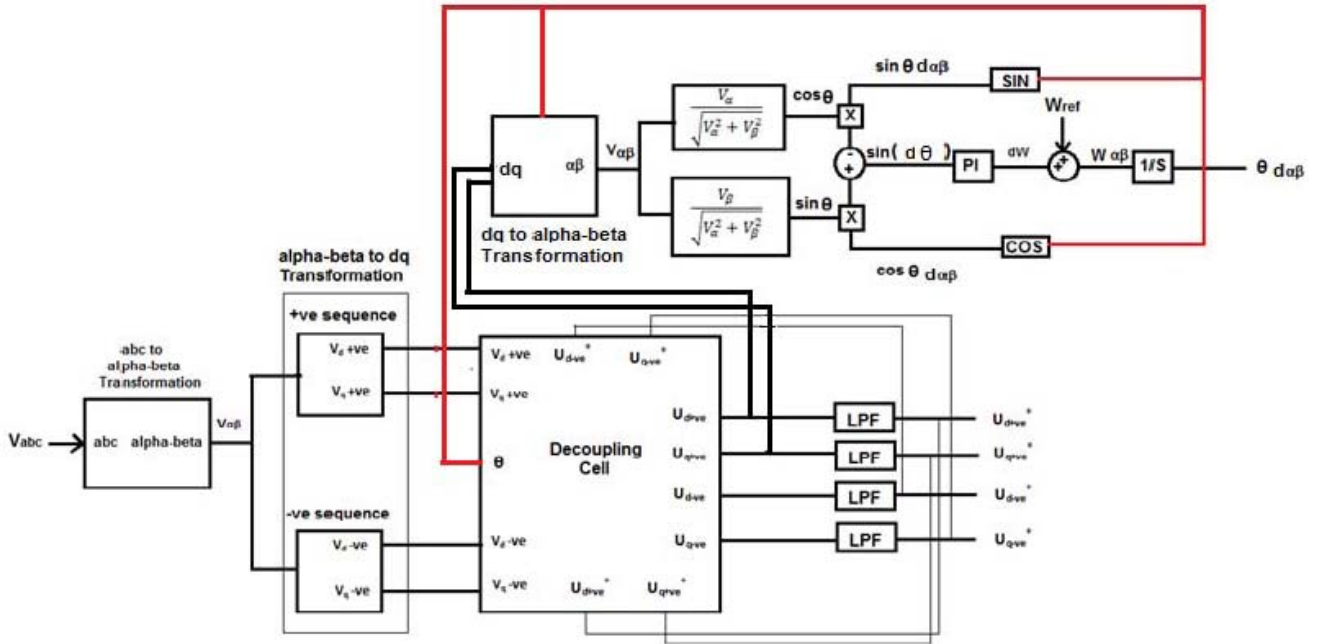 sin θ dαβ
SIN
cosθ
Wref
Vα
√Vα² + Vβ²
X
dq
αβ
Vαβ
-
+
sin( dθ )
PI
dW
++
W αβ
1/S
θ dαβ
Vβ
√Vα² + Vβ²
sinθ
X
COS
cosθ dαβ
dq to alpha-beta
Transformation
alpha-beta to dq
Transformation
+ve sequence
Vd +ve
Vq +ve
-abc to
alpha-beta
Transformation
Vαβ
Vabc
abc alpha-beta
-ve sequence
Vd -ve
Vq -ve
Vd +ve
Ud-ve*
Uq-ve*
Vq +ve
θ
Decoupling
Cell
Vd -ve
Vq -ve
Ud+ve*
Uq+ve*
Ud+ve
LPF
Ud+ve*
Uq+ve
LPF
Uq+ve*
Ud-ve
LPF
Ud-ve*
Uq-ve
LPF
Uq-ve*